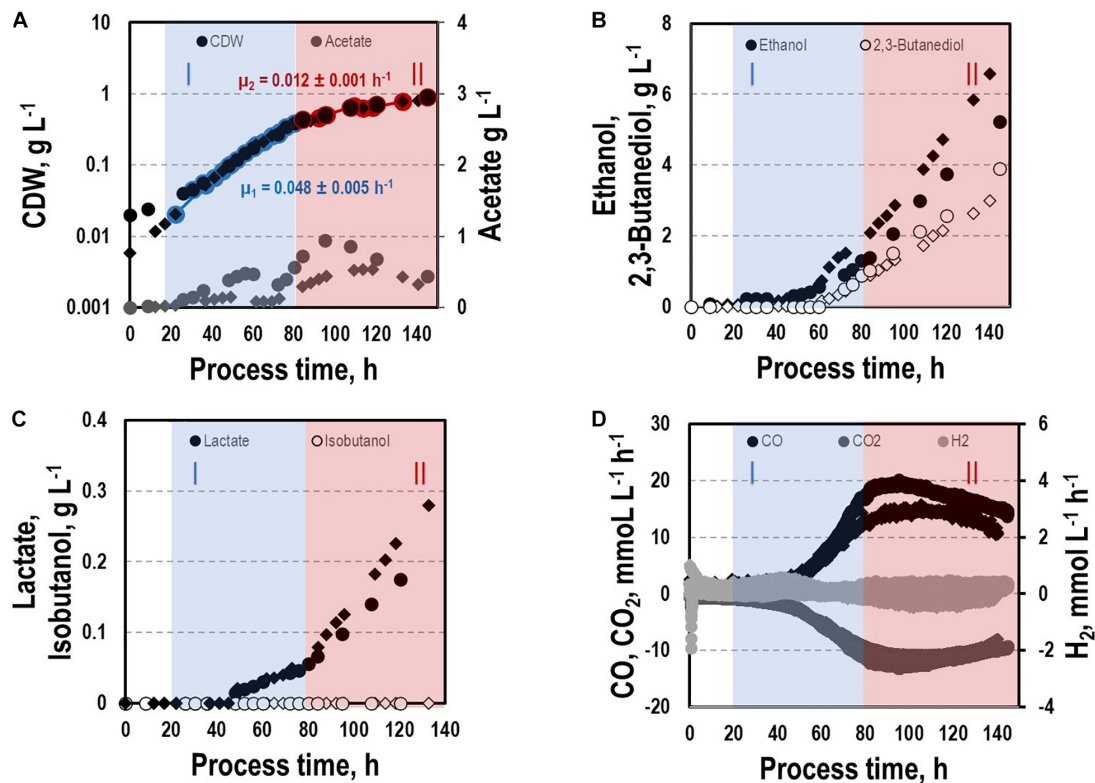 A
CDW
Acetate
I
II
μ2 = 0.012 ± 0.001 h-1
μ1 = 0.048 ± 0.005 h-1
10
1
0.1
0.01
0.001
CDW, g L-1
4
3
2
1
0
Acetate g L-1
0 20 40 60 80 100 120 140
Process time, h
B
Ethanol
2,3-Butanediol
I
II
8
6
4
2
0
Ethanol,
2,3-Butanediol, g L-1
0 20 40 60 80 100 120 140
Process time, h
C
Lactate
Isobutanol
I
II
0.4
0.3
0.2
0.1
0
Lactate,
Isobutanol, g L-1
0 20 40 60 80 100 120 140
Process time, h
D
CO
CO2
H2
I
II
30
20
10
0
-10
-20
CO, CO2, mmoL L-1 h-1
6
4
2
0
-2
-4
H2, mmol L-1 h-1
0 20 40 60 80 100 120 140
Process time, h